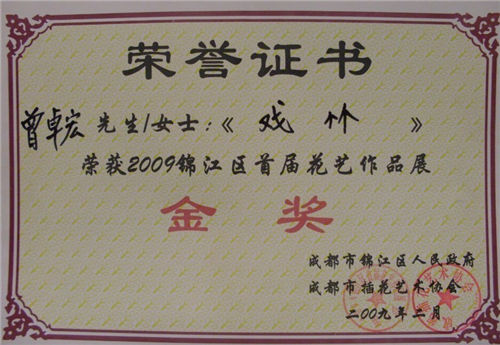 荣誉证书
曾卓宏 先生/女士：《 戏竹 》
荣获2009锦江区首届花艺作品展
金奖
成都市锦江区人民政府
成都市插花艺术协会
二00九年二月